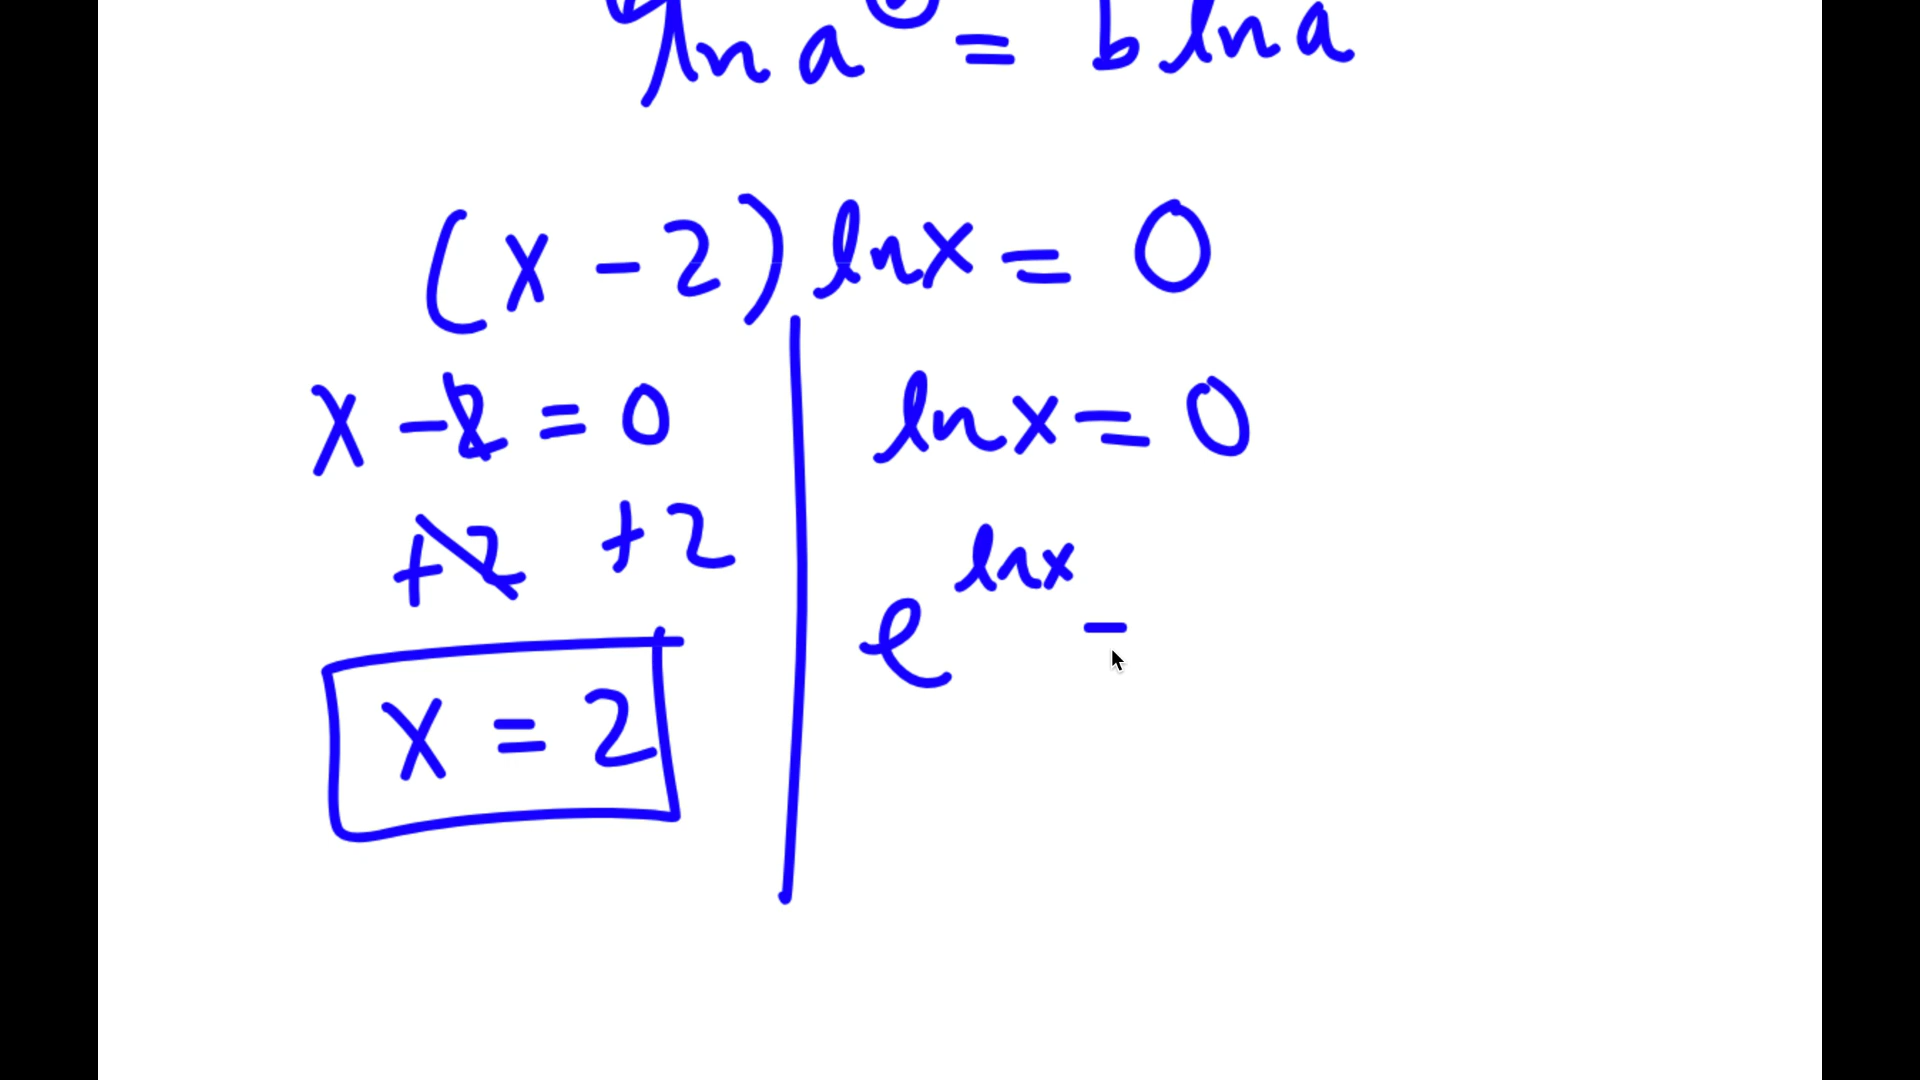 ln a = b ln a
(x - 2) ln x = 0
x - 2 = 0
+2 +2
x = 2
ln x = 0
e^{ln x} -